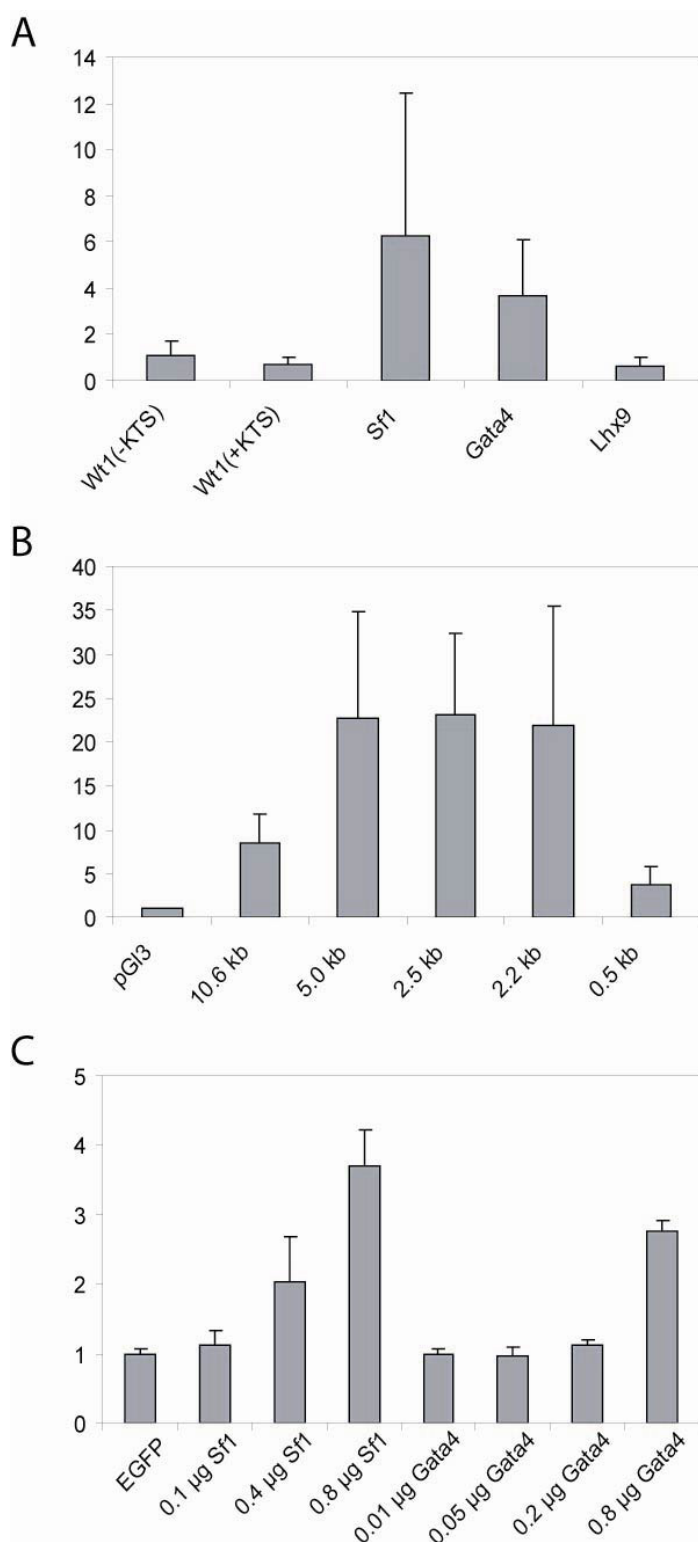 A
14
12
10
8
6
4
2
0
Wt1(-KTS)
Wt1(+KTS)
Sf1
Gata4
Lhx9
B
40
35
30
25
20
15
10
5
0
pGl3
10.6 kb
5.0 kb
2.5 kb
2.2 kb
0.5 kb
C
5
4
3
2
1
0
EGFP
0.1 µg Sf1
0.4 µg Sf1
0.8 µg Sf1
0.01 µg Gata4
0.05 µg Gata4
0.2 µg Gata4
0.8 µg Gata4